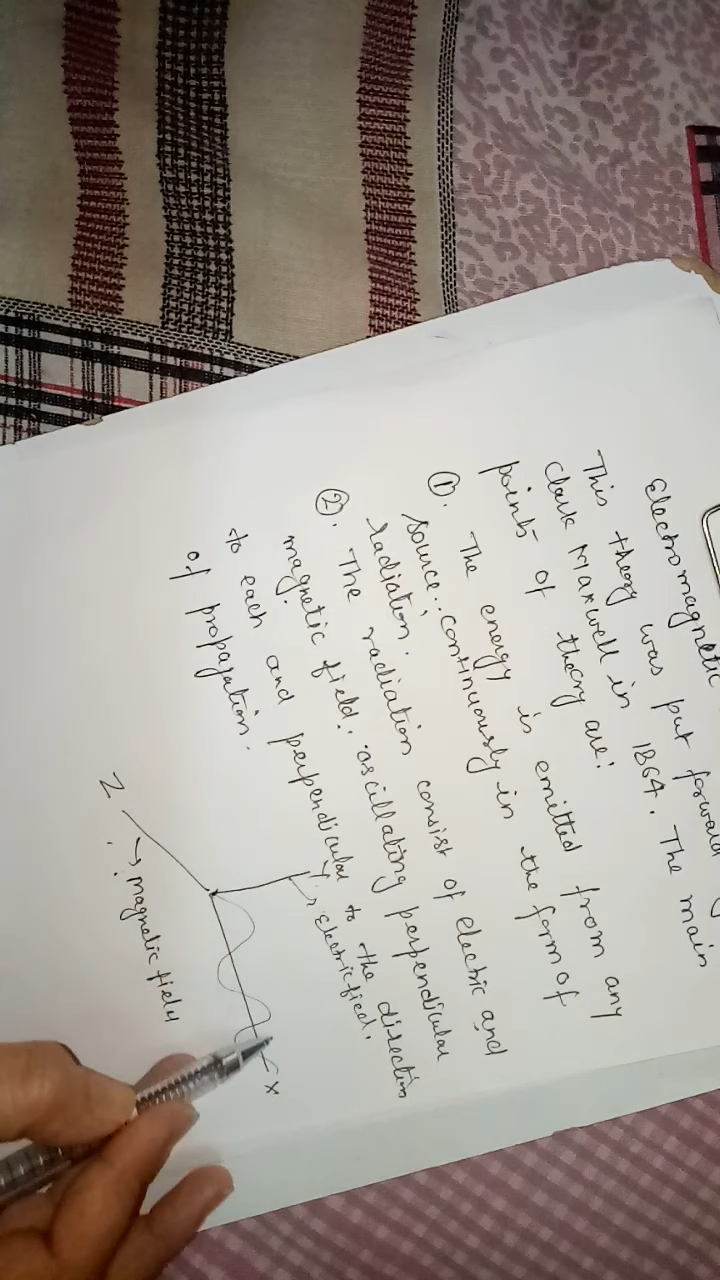 Electromagnetic
This theory was put forward
Clark Maxwell in 1864. The main
points of theory are:
①. The energy is emitted from any
source.. continuously in the form of
radiation.
②. The radiation consist of electric and
magnetic field. oscillating perpendicular
to each and perpendicular to the direction
of propagation.
Y
→ Electric field.
X
Z
→ magnetic field